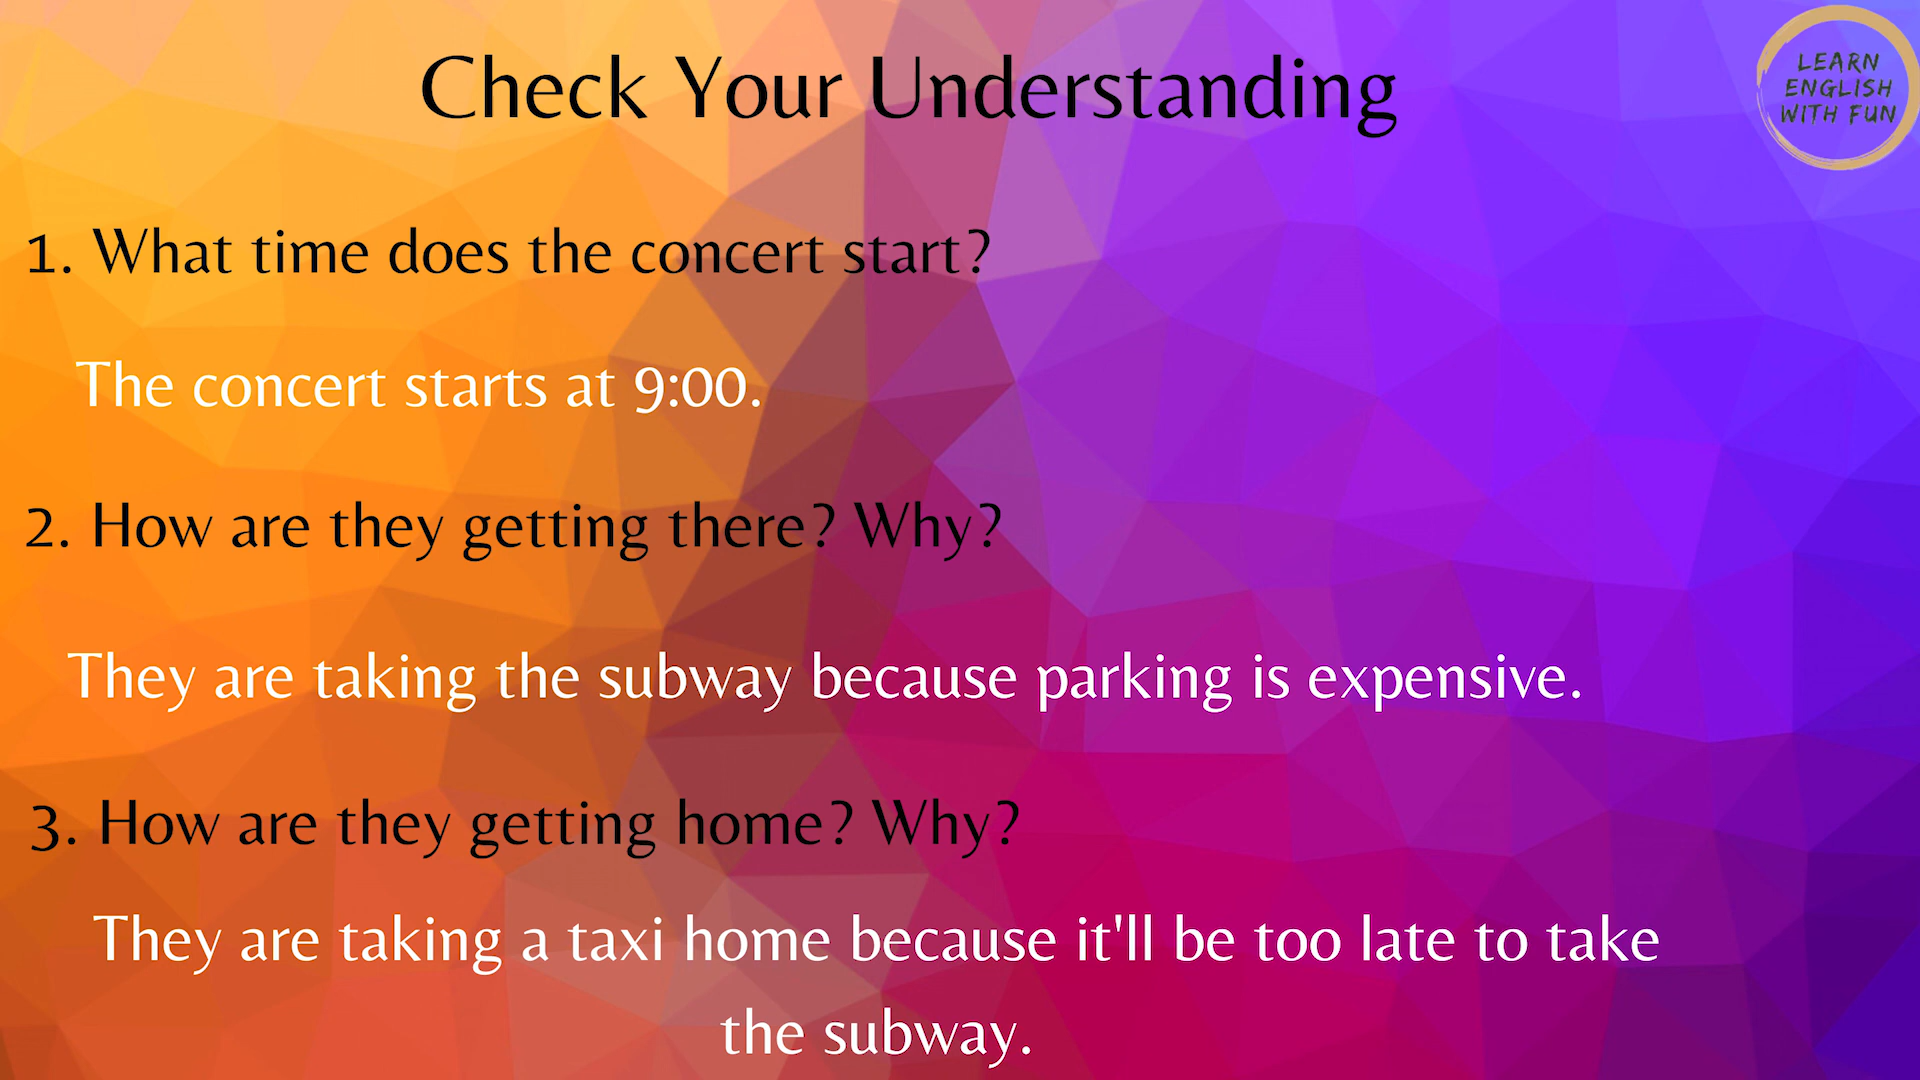 Check Your Understanding
LEARN
ENGLISH
WITH FUN
1. What time does the concert start?
The concert starts at 9:00.
2. How are they getting there? Why?
They are taking the subway because parking is expensive.
3. How are they getting home? Why?
They are taking a taxi home because it'll be too late to take
the subway.